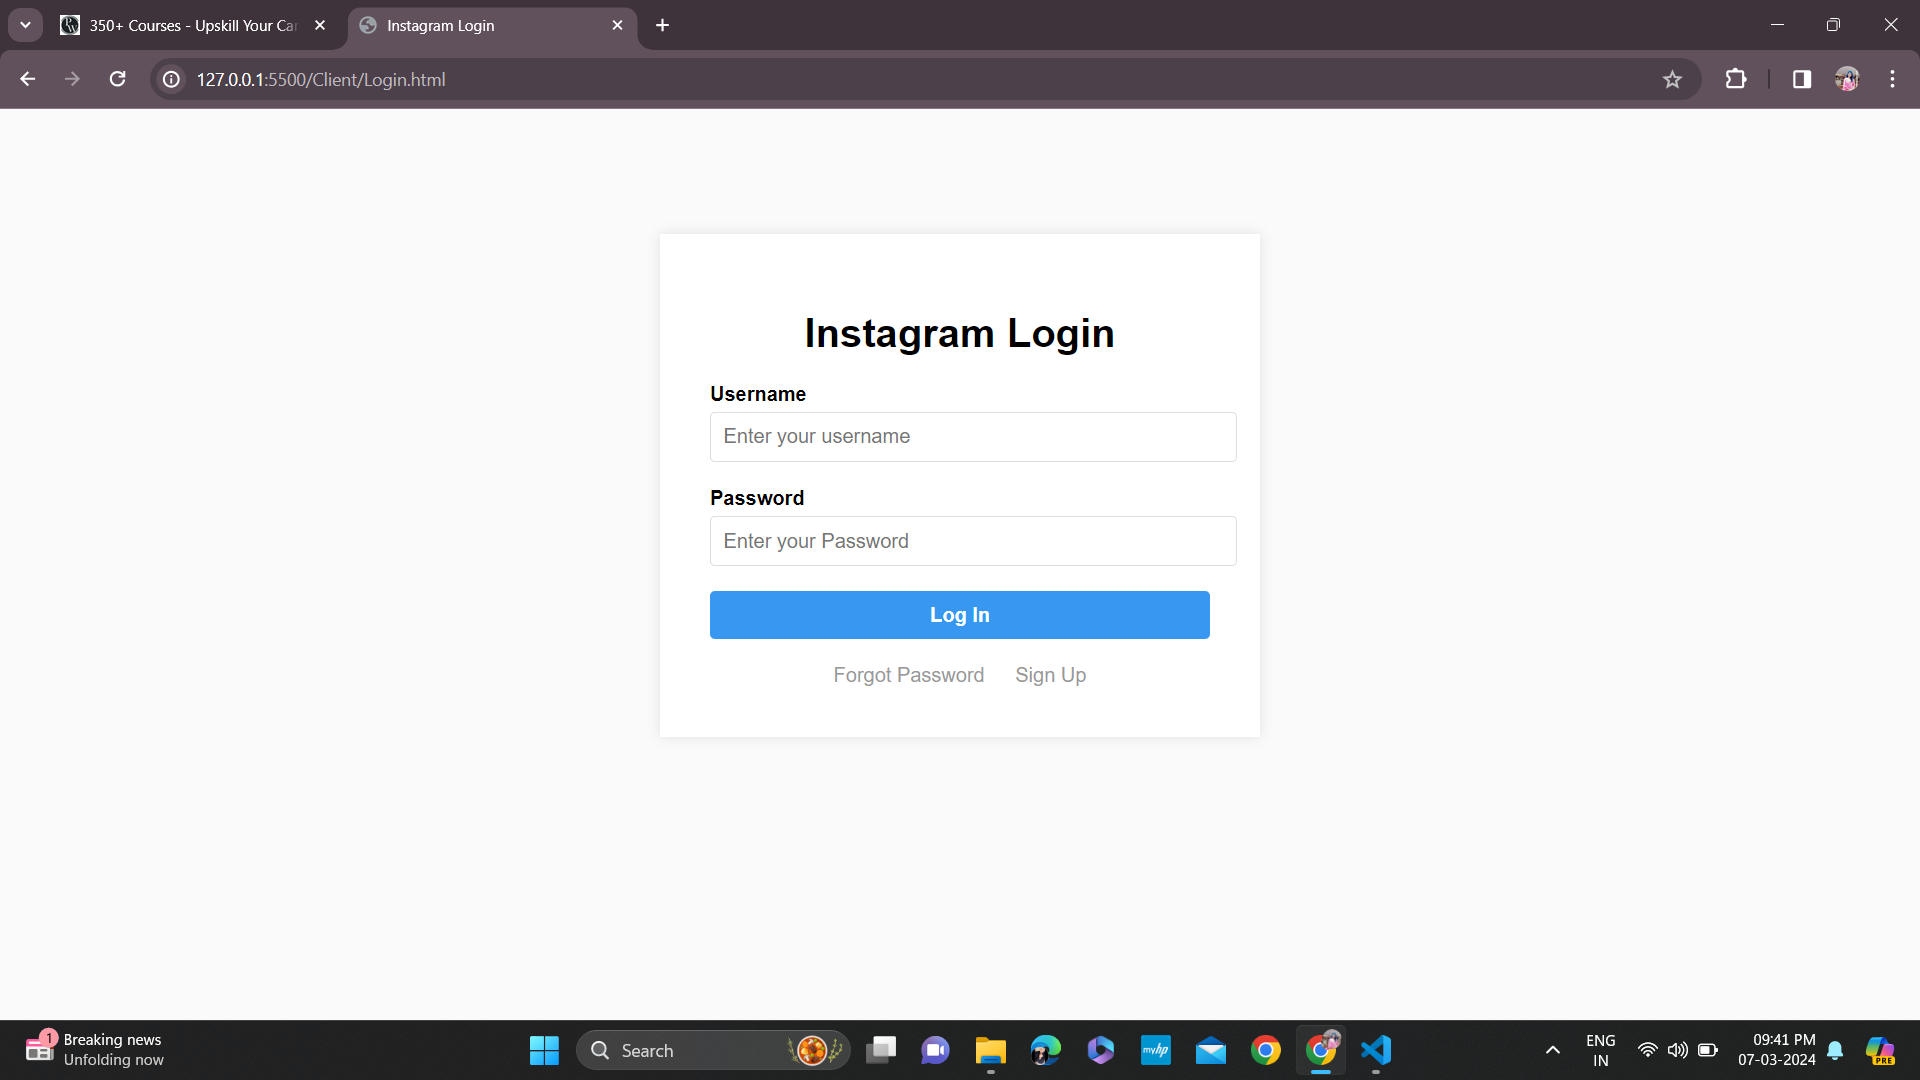 350+ Courses - Upskill Your Car
Instagram Login
127.0.0.1:5500/Client/Login.html
Instagram Login
Username
Enter your username
Password
Enter your Password
Log In
Forgot Password Sign Up
1
Breaking news
Unfolding now
Search
myhp
ENG
IN
09:41 PM
07-03-2024
PRE